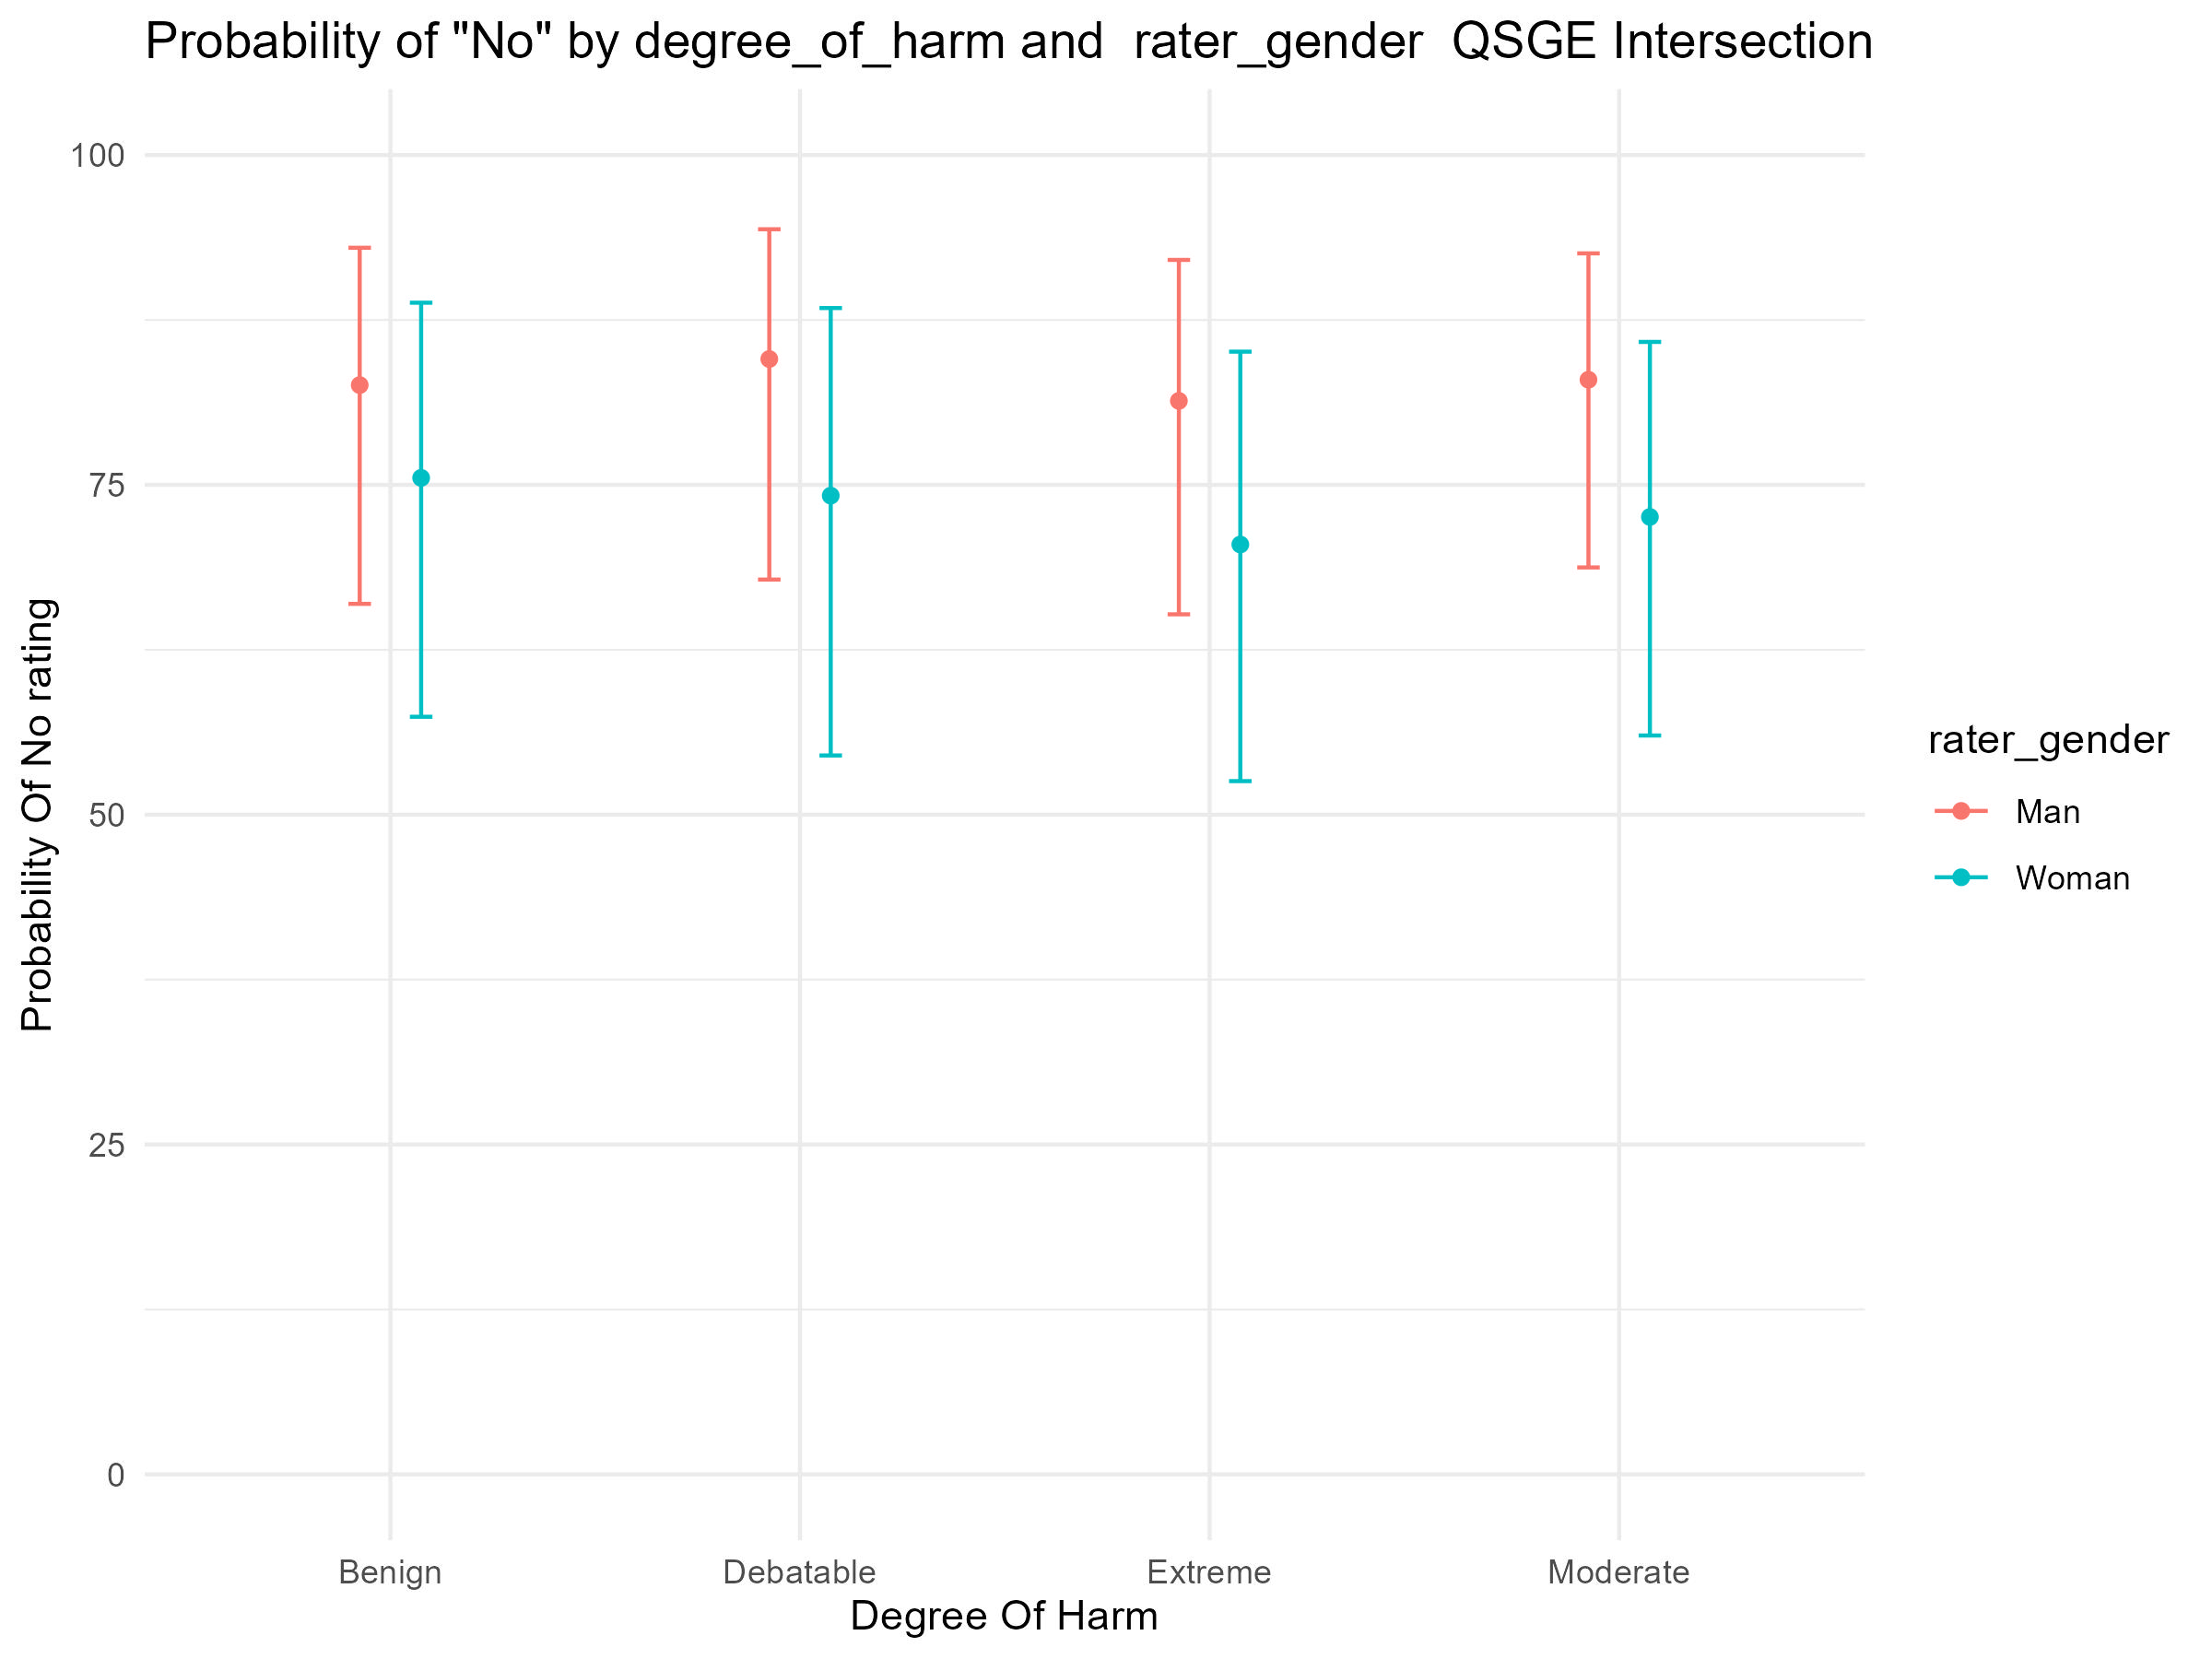 Probability of "No" by degree_of_harm and  rater_gender  QSGE Intersection
100
75
50
25
0
Probability Of No rating
Benign
Debatable
Extreme
Moderate
Degree Of Harm
rater_gender
Man
Woman